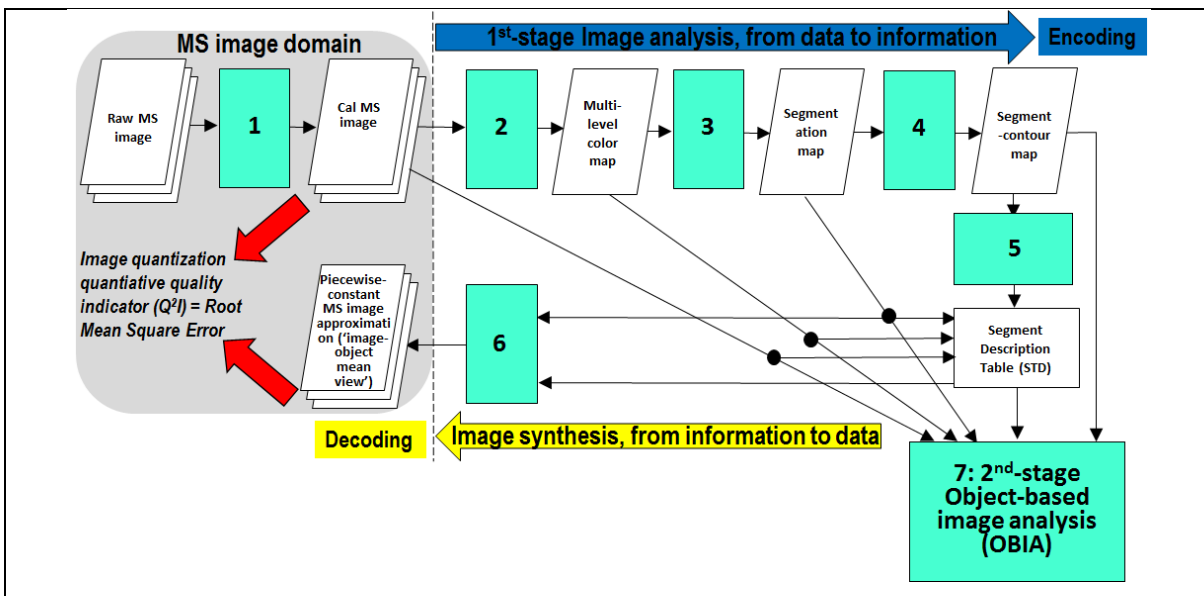 MS image domain
1st-stage Image analysis, from data to information
Encoding
Raw MS
image
1
Cal MS
image
2
Multi-
level
color
map
3
Segment
ation
map
4
Segment
-contour
map
5
Image quantization
quantiative quality
indicator (Q²I) = Root
Mean Square Error
Piecewise-
constant
MS image
approximati
on ('image-
object
mean
view')
6
Segment
Description
Table (STD)
Decoding
Image synthesis, from information to data
7: 2nd-stage
Object-based
image analysis
(OBIA)